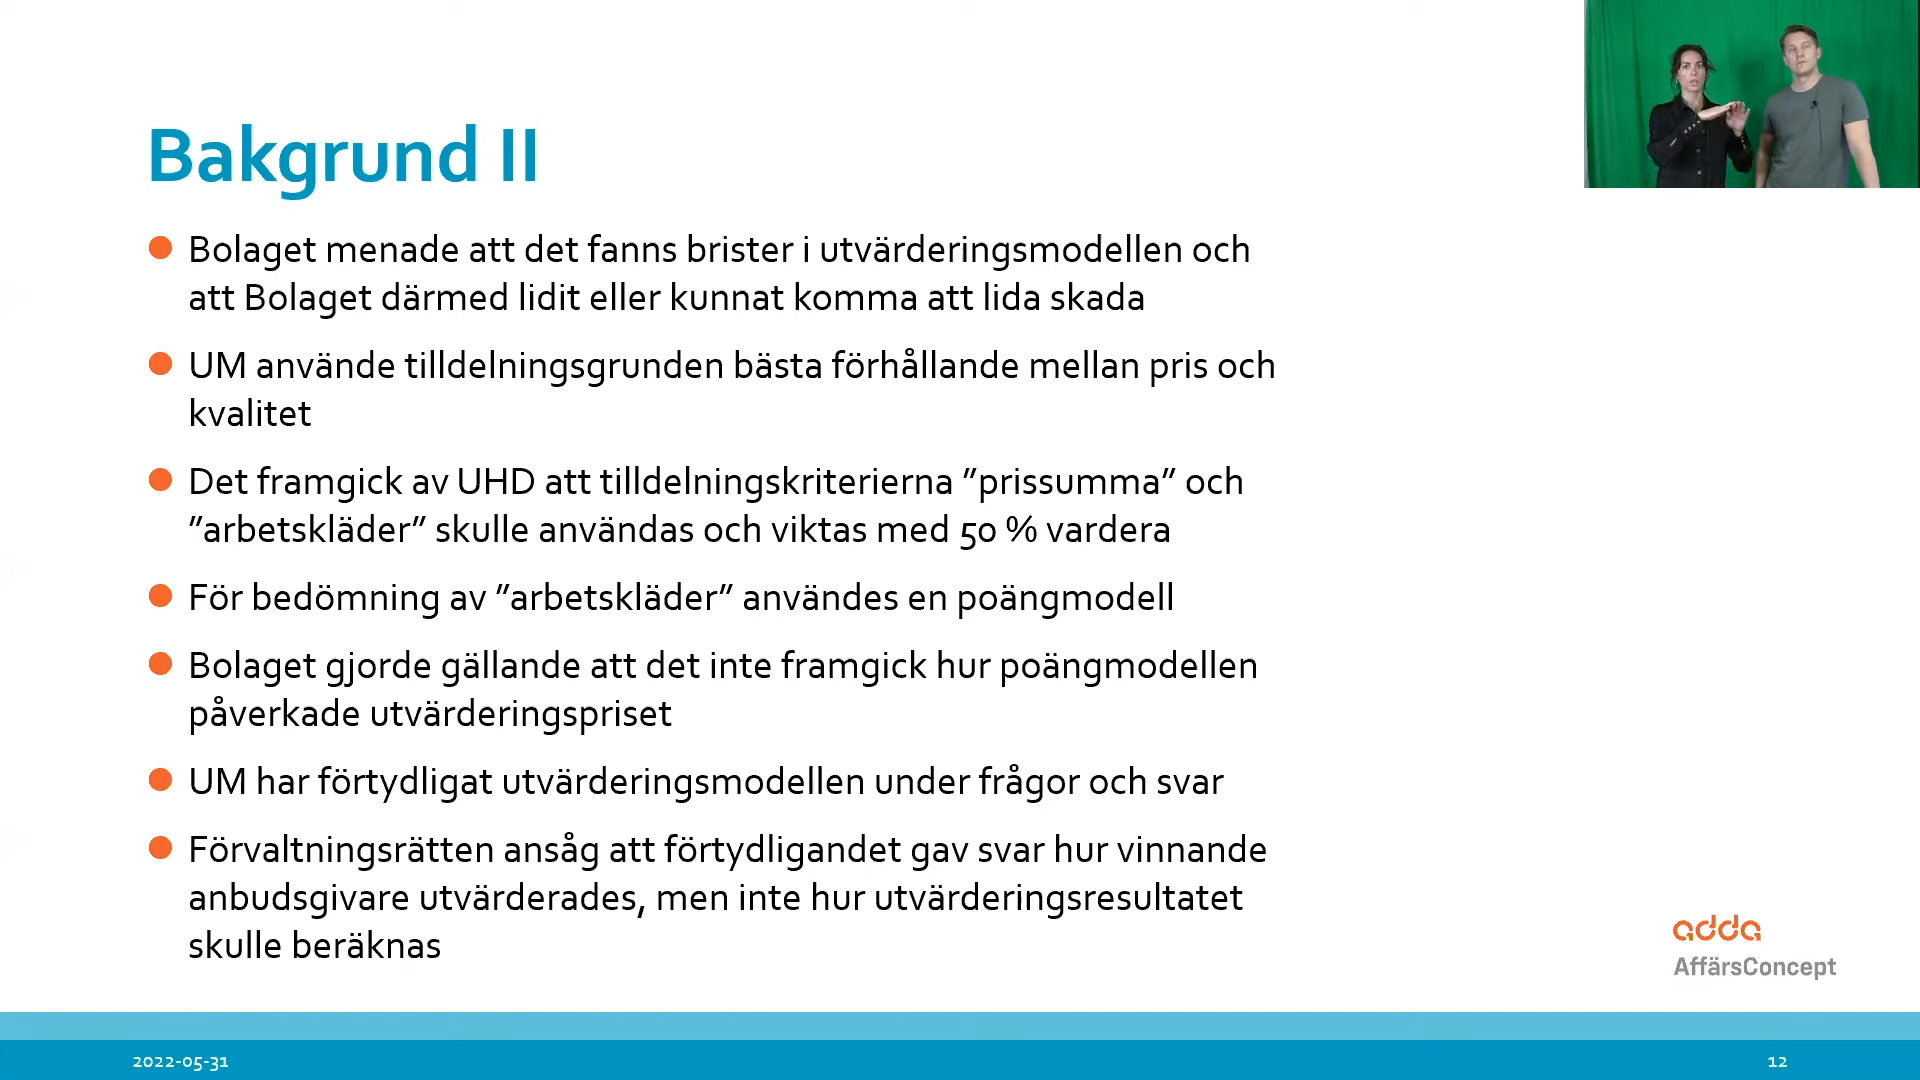 Bakgrund II
Bolaget menade att det fanns brister i utvärderingsmodellen och
att Bolaget därmed lidit eller kunnat komma att lida skada
UM använde tilldelningsgrunden bästa förhållande mellan pris och
kvalitet
Det framgick av UHD att tilldelningskriterierna ”prissumma” och
”arbetskläder” skulle användas och viktas med 50 % vardera
För bedömning av ”arbetskläder” användes en poängmodell
Bolaget gjorde gällande att det inte framgick hur poängmodellen
påverkade utvärderingspriset
UM har förtydligat utvärderingsmodellen under frågor och svar
Förvaltningsrätten ansåg att förtydligandet gav svar hur vinnande
anbudsgivare utvärderades, men inte hur utvärderingsresultatet
skulle beräknas
adda
AffärsConcept
2022-05-31
12